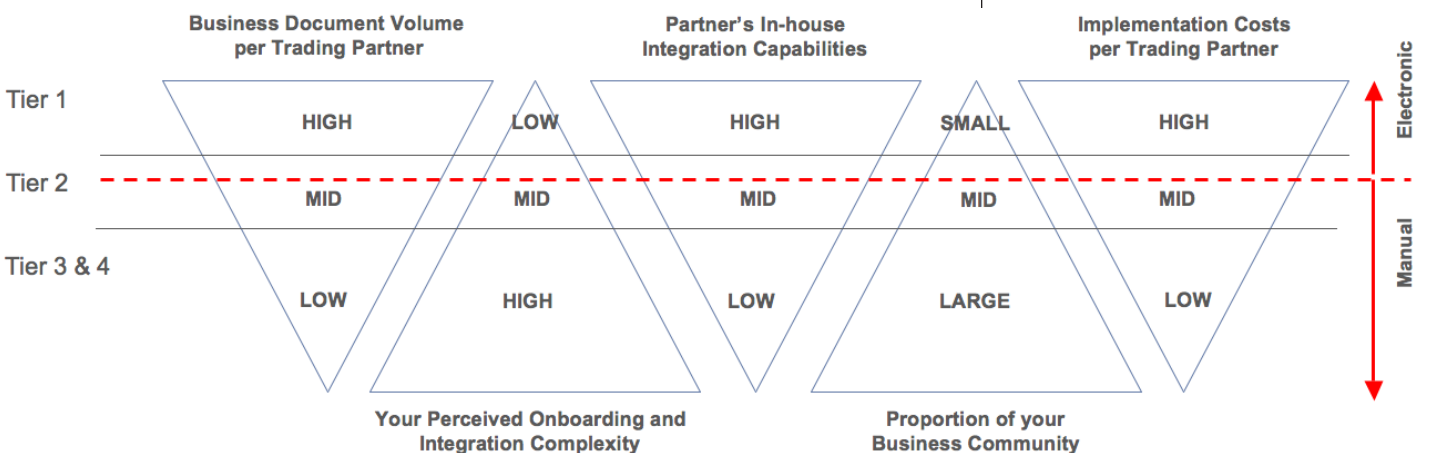 Business Document Volume
per Trading Partner
Partner's In-house
Integration Capabilities
Implementation Costs
per Trading Partner
Electronic
Tier 1
HIGH
LOW
HIGH
SMALL
HIGH
Tier 2
MID
MID
MID
MID
MID
Manual
Tier 3 & 4
LOW
HIGH
LOW
LARGE
LOW
Your Perceived Onboarding and
Integration Complexity
Proportion of your
Business Community